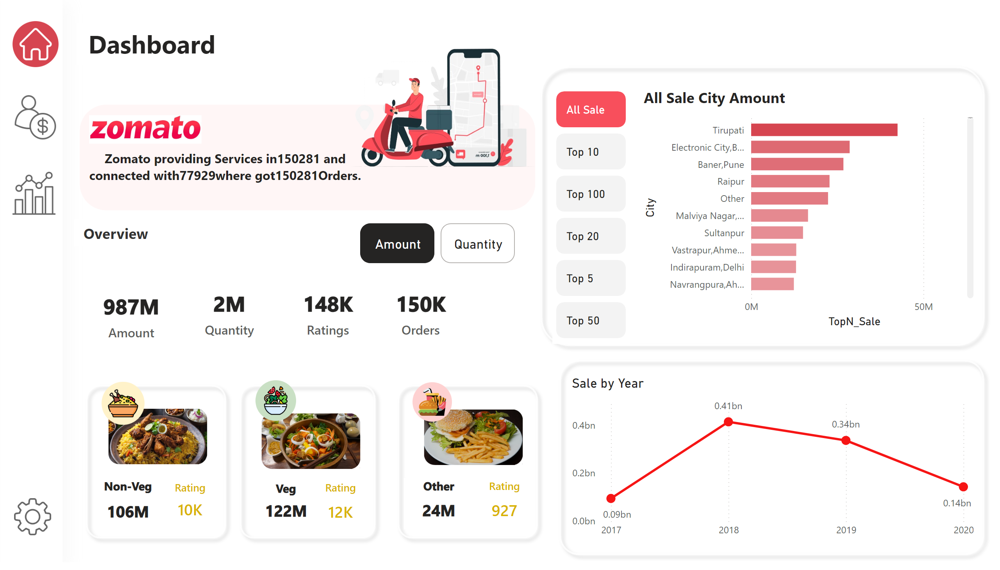 Dashboard
zomato
Zomato providing Services in150281 and
connected with77929where got150281Orders.
Overview
Amount
Quantity
987M
Amount
2M
Quantity
148K
Ratings
150K
Orders
Non-Veg
Rating
106M
10K
Veg
Rating
122M
12K
Other
Rating
24M
927
All Sale
Top 10
Top 100
Top 20
Top 5
Top 50
All Sale City Amount
City
Tirupati
Electronic City,B...
Baner,Pune
Raipur
Other
Malviya Nagar,...
Sultanpur
Vastrapur,Ahme...
Indirapuram,Delhi
Navrangpura,Ah...
0M
50M
TopN_Sale
Sale by Year
0.4bn
0.2bn
0.0bn
0.09bn
0.41bn
0.34bn
0.14bn
2017
2018
2019
2020